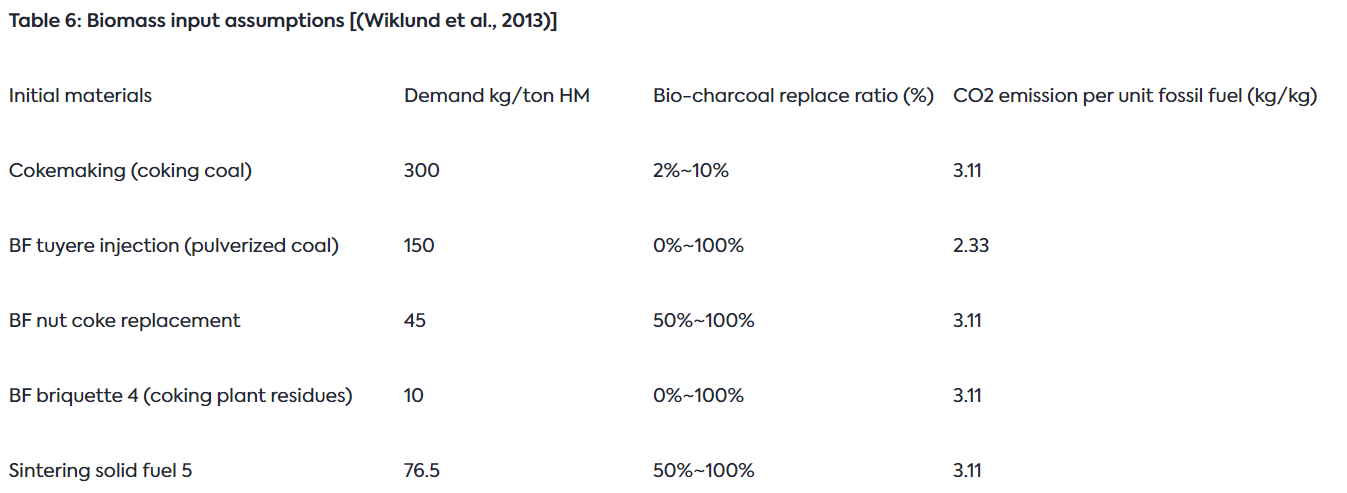 Table 6: Biomass input assumptions [(Wiklund et al., 2013)]
Initial materials Demand kg/ton HM Bio-charcoal replace ratio (%) CO2 emission per unit fossil fuel (kg/kg)
Cokemaking (coking coal) 300 2%~10% 3.11
BF tuyere injection (pulverized coal) 150 0%~100% 2.33
BF nut coke replacement 45 50%~100% 3.11
BF briquette 4 (coking plant residues) 10 0%~100% 3.11
Sintering solid fuel 5 76.5 50%~100% 3.11